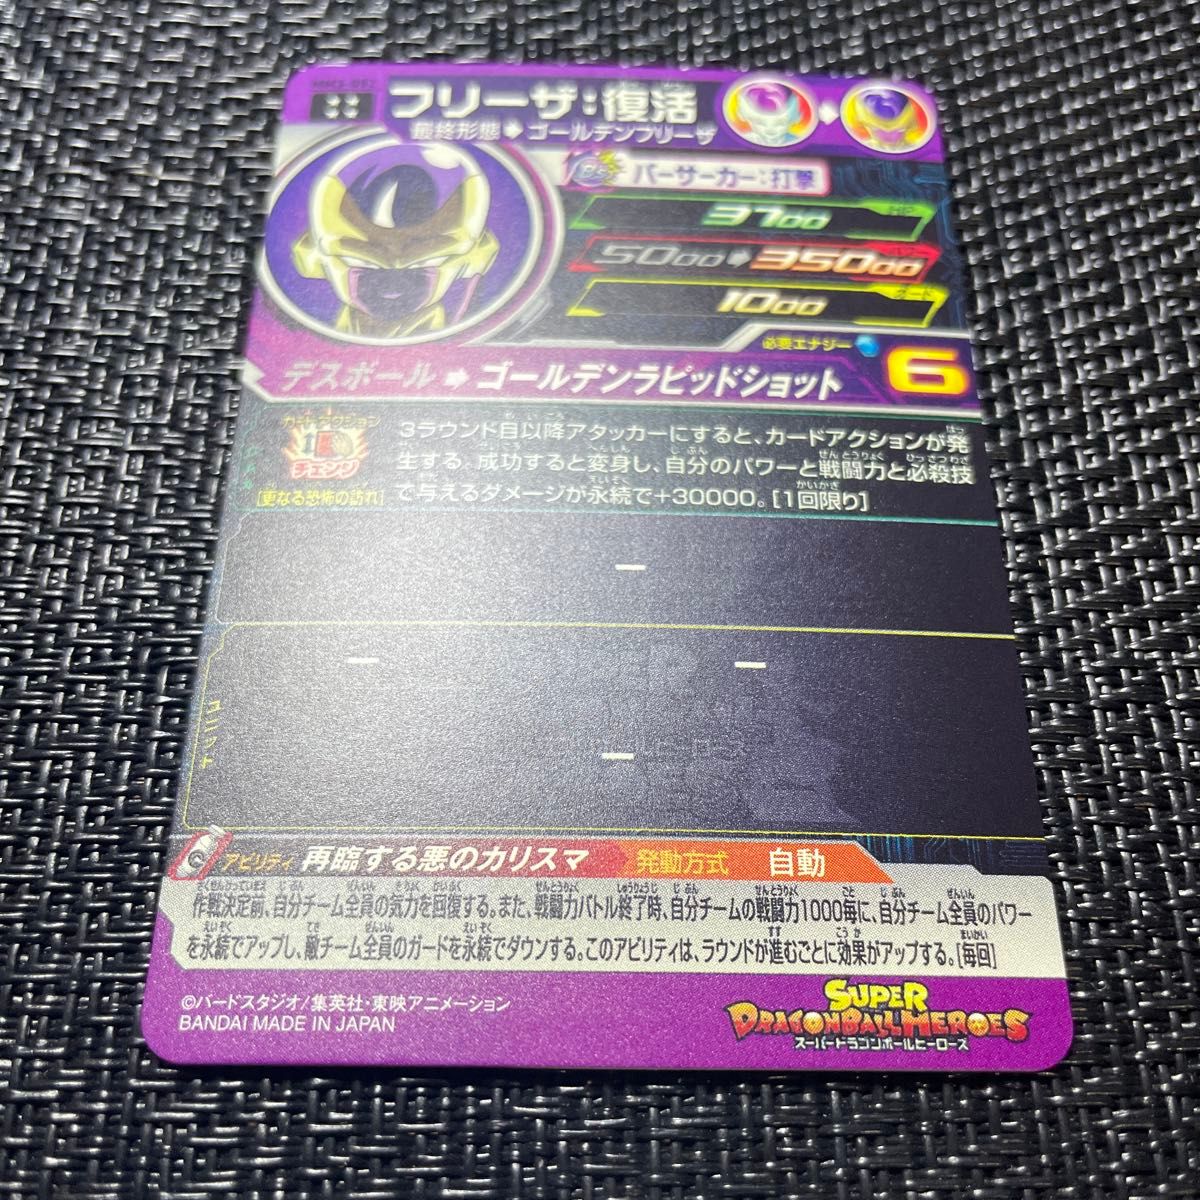 フリーザ:復活
最終形態➡ゴールデンフリーザ
バーサーカー:打撃
3700
5000➡35000
1000
必要エナジー
6
デスボール➡ゴールデンラピッドショット
カードアクション
チェンジ
[更なる恐怖の訪れ]
3ラウンド目以降アタッカーにすると、カードアクションが発
生する。成功すると変身し、自分のパワーと戦闘力と必殺技
で与えるダメージが永続で+30000。[1回限り]
ー
ユニット
ー ー
ー
アビリティ 再臨する悪のカリスマ 発動方式 自動
作戦決定前、自分チーム全員の気力を回復する。また、戦闘力バトル終了時、自分チームの戦闘力1000毎に、自分チーム全員のパワー
を永続でアップし、敵チーム全員のガードを永続でダウンする。このアビリティは、ラウンドが進むごとに効果がアップする。[毎回]
©バードスタジオ/集英社・東映アニメーション
BANDAI MADE IN JAPAN
SUPER
DRAGONBALL HEROES
スーパードラゴンボールヒーローズ